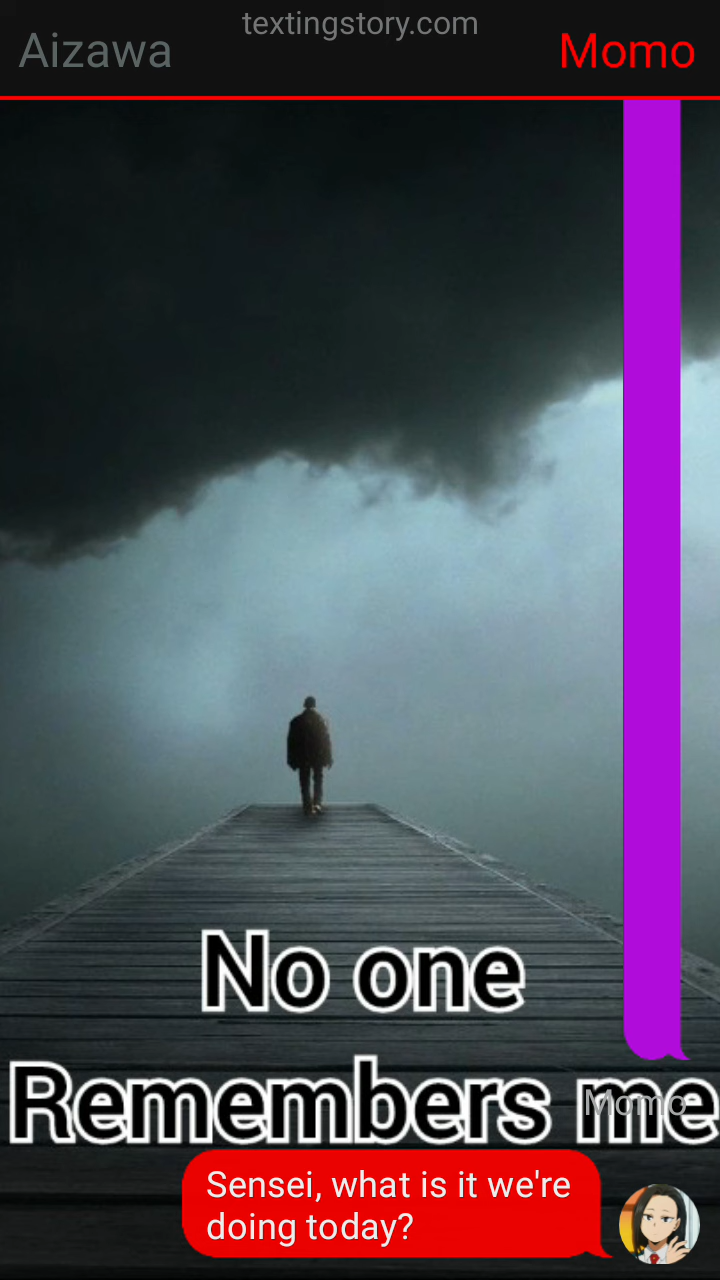 textingstory.com
Aizawa
Momo
No one
Remembers me
Momo
Sensei, what is it we're
doing today?